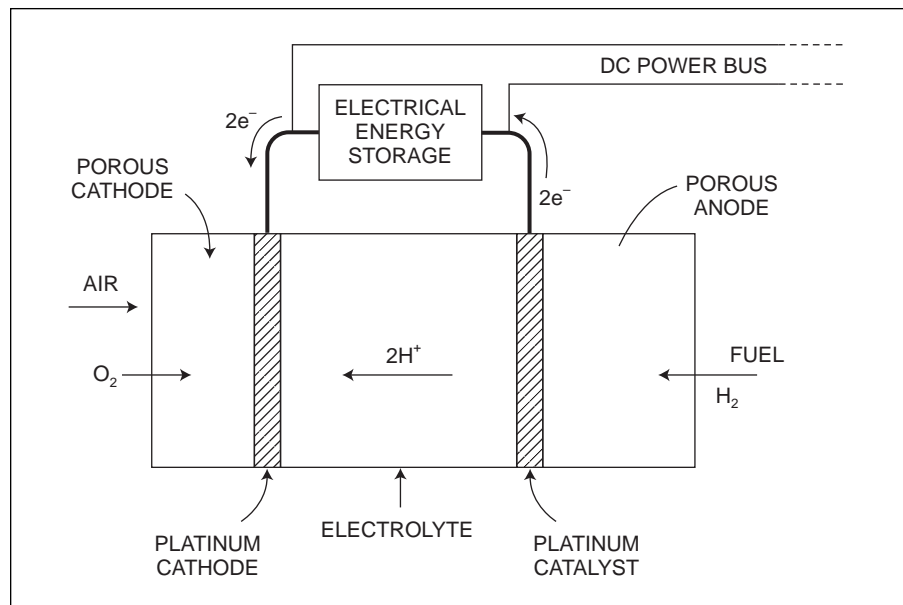 DC POWER BUS
2e⁻
ELECTRICAL
ENERGY
STORAGE
2e⁻
POROUS
CATHODE
POROUS
ANODE
AIR
O₂
2H⁺
FUEL
H₂
PLATINUM
CATHODE
ELECTROLYTE
PLATINUM
CATALYST